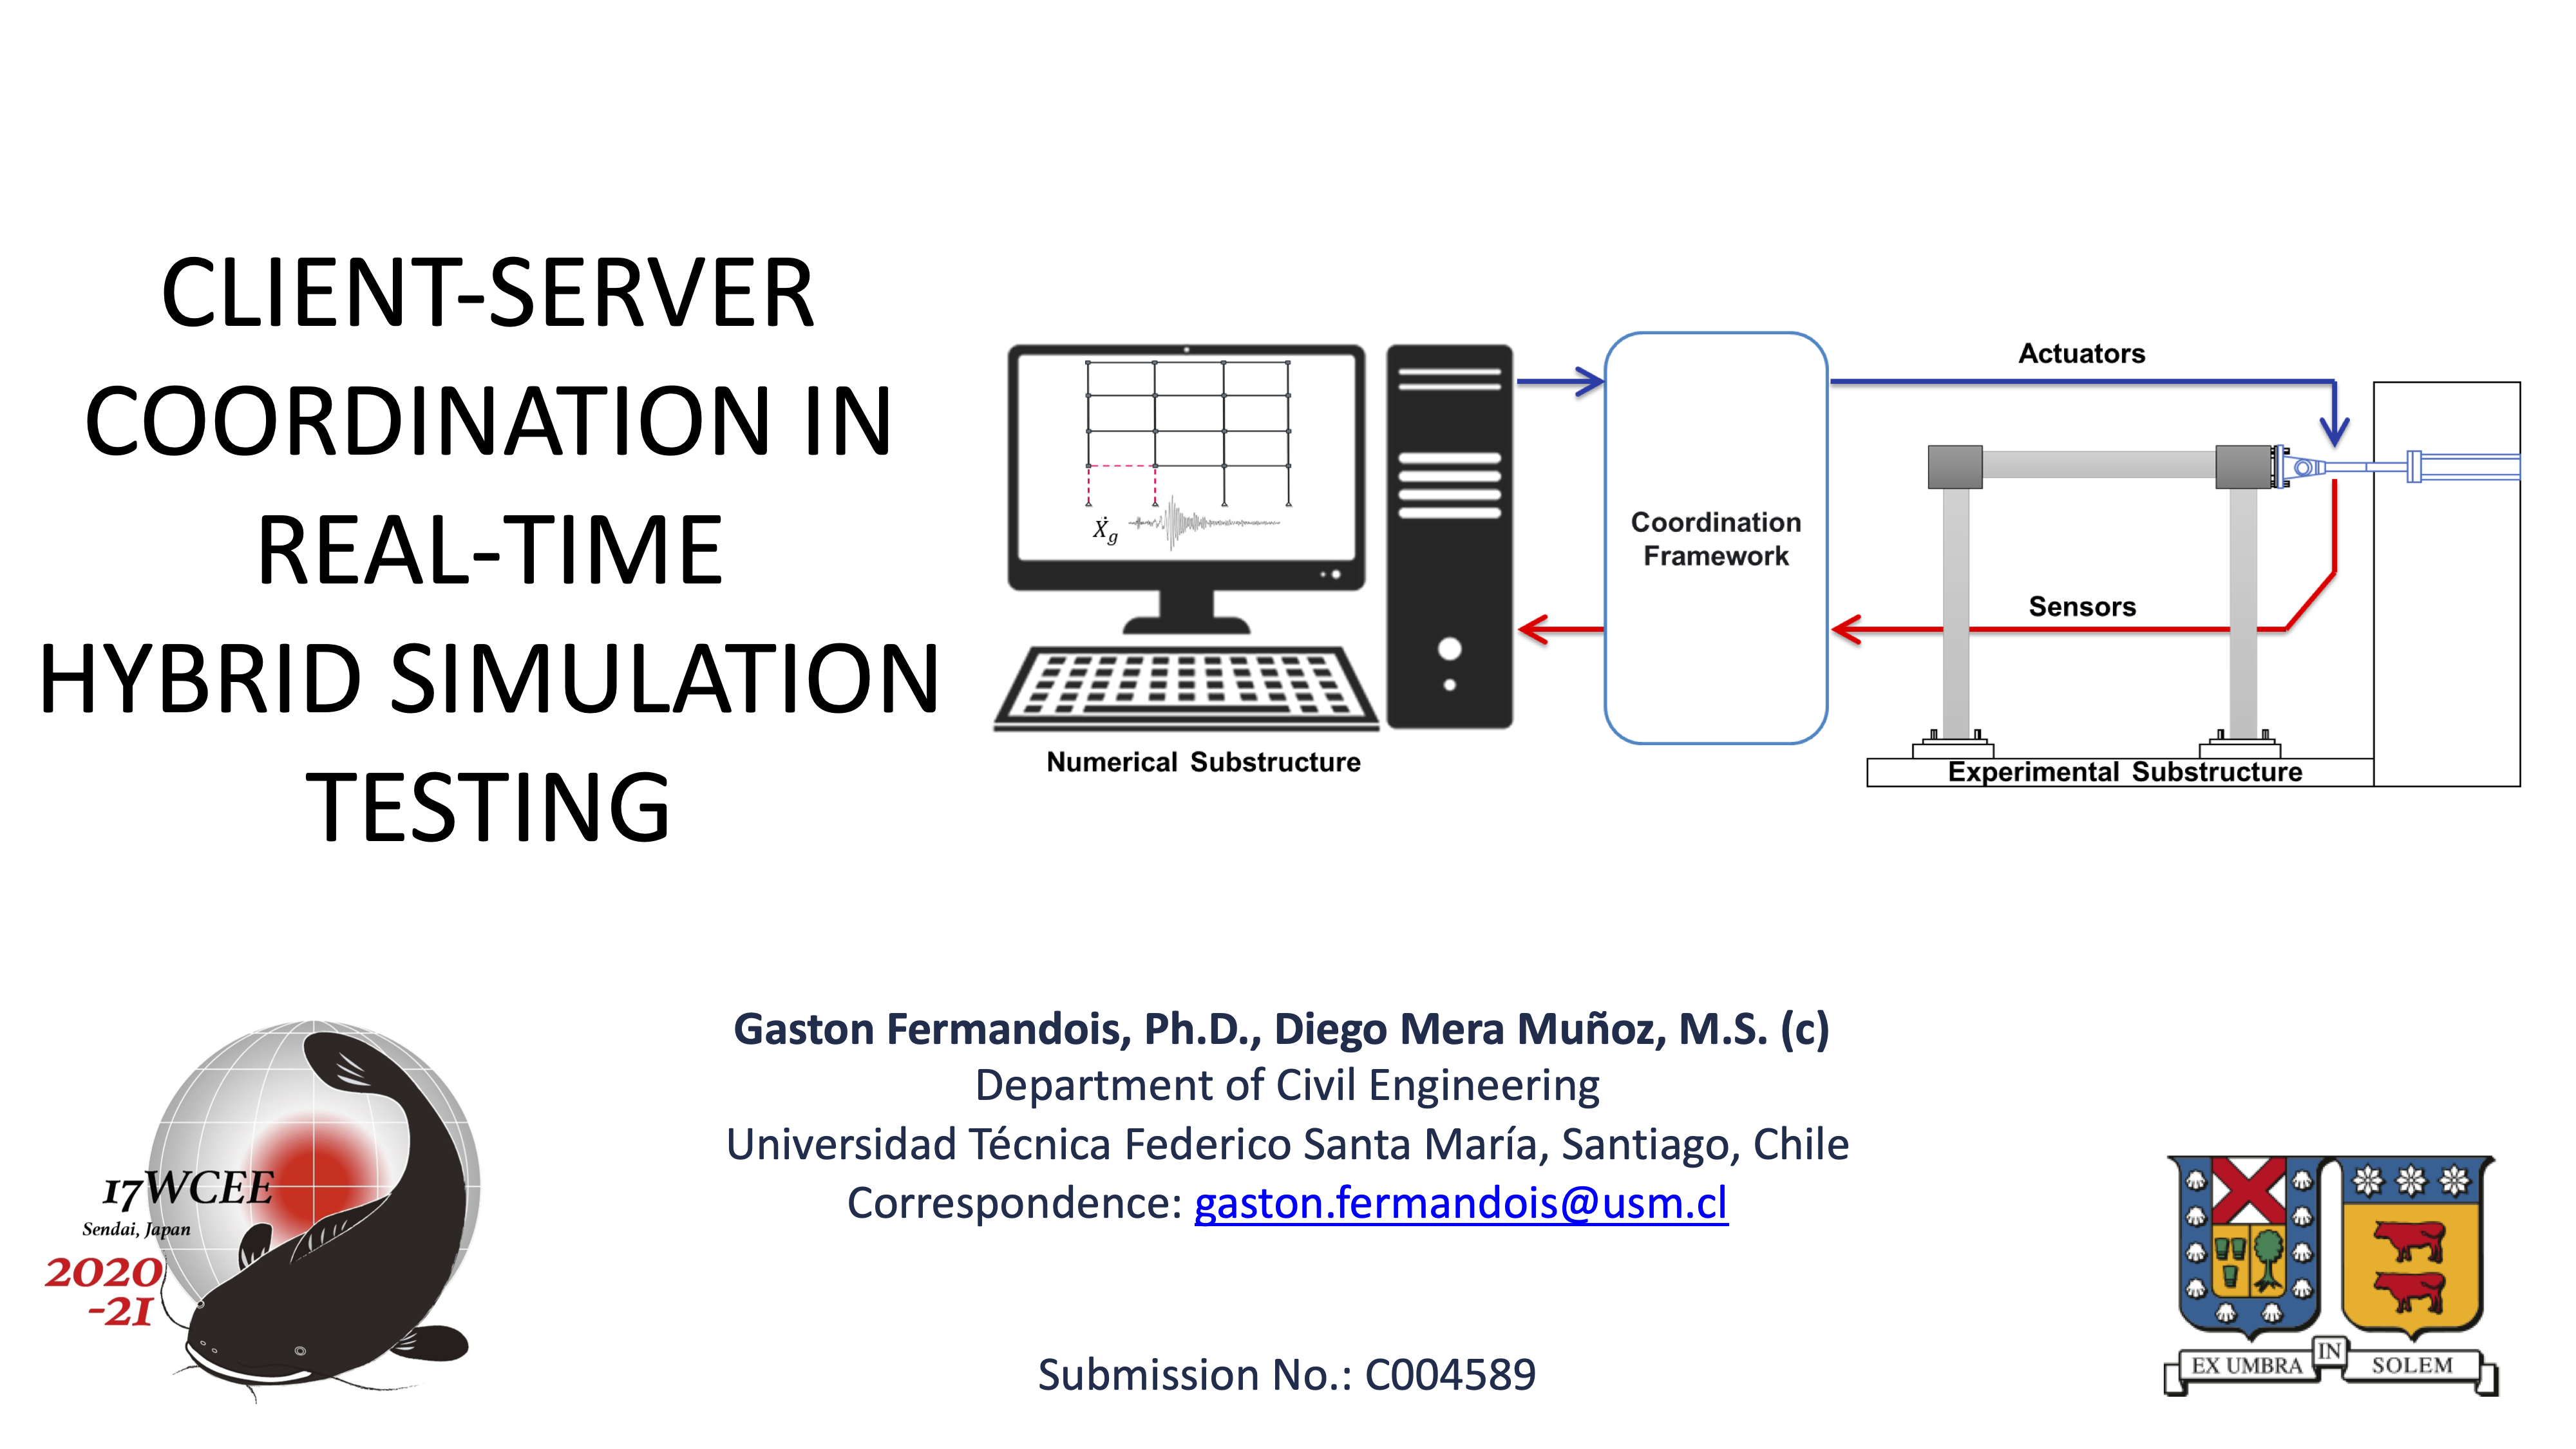 CLIENT-SERVER
COORDINATION IN
REAL-TIME
HYBRID SIMULATION
TESTING
Ẋg
Numerical Substructure
Coordination
Framework
Actuators
Sensors
Experimental Substructure
Gaston Fermandois, Ph.D., Diego Mera Muñoz, M.S. (c)
Department of Civil Engineering
Universidad Técnica Federico Santa María, Santiago, Chile
Correspondence: gaston.fermandois@usm.cl
Submission No.: C004589
17WCEE
Sendai, Japan
2020
-21
EX UMBRA IN SOLEM